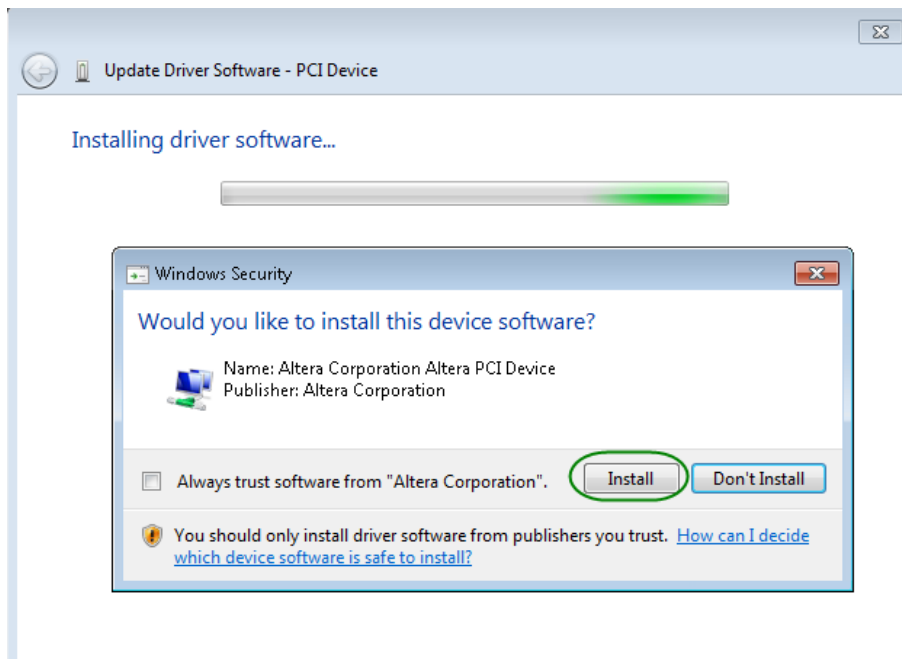 Update Driver Software - PCI Device
Installing driver software...
Windows Security
Would you like to install this device software?
Name: Altera Corporation Altera PCI Device
Publisher: Altera Corporation
Always trust software from "Altera Corporation".
Install
Don't Install
You should only install driver software from publishers you trust. How can I decide
which device software is safe to install?